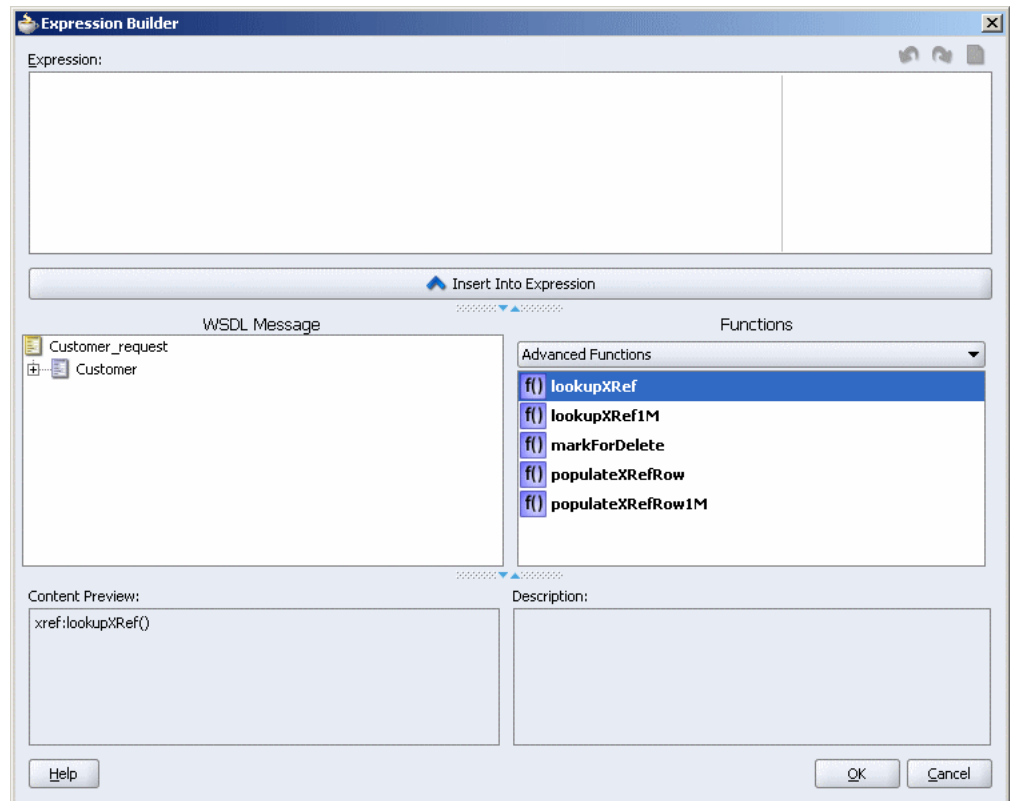 Expression Builder
Expression:
Insert Into Expression
WSDL Message
Functions
Customer_request
Customer
Advanced Functions
f() lookupXRef
f() lookupXRef1M
f() markForDelete
f() populateXRefRow
f() populateXRefRow1M
Content Preview:
Description:
xref:lookupXRef()
Help
OK
Cancel